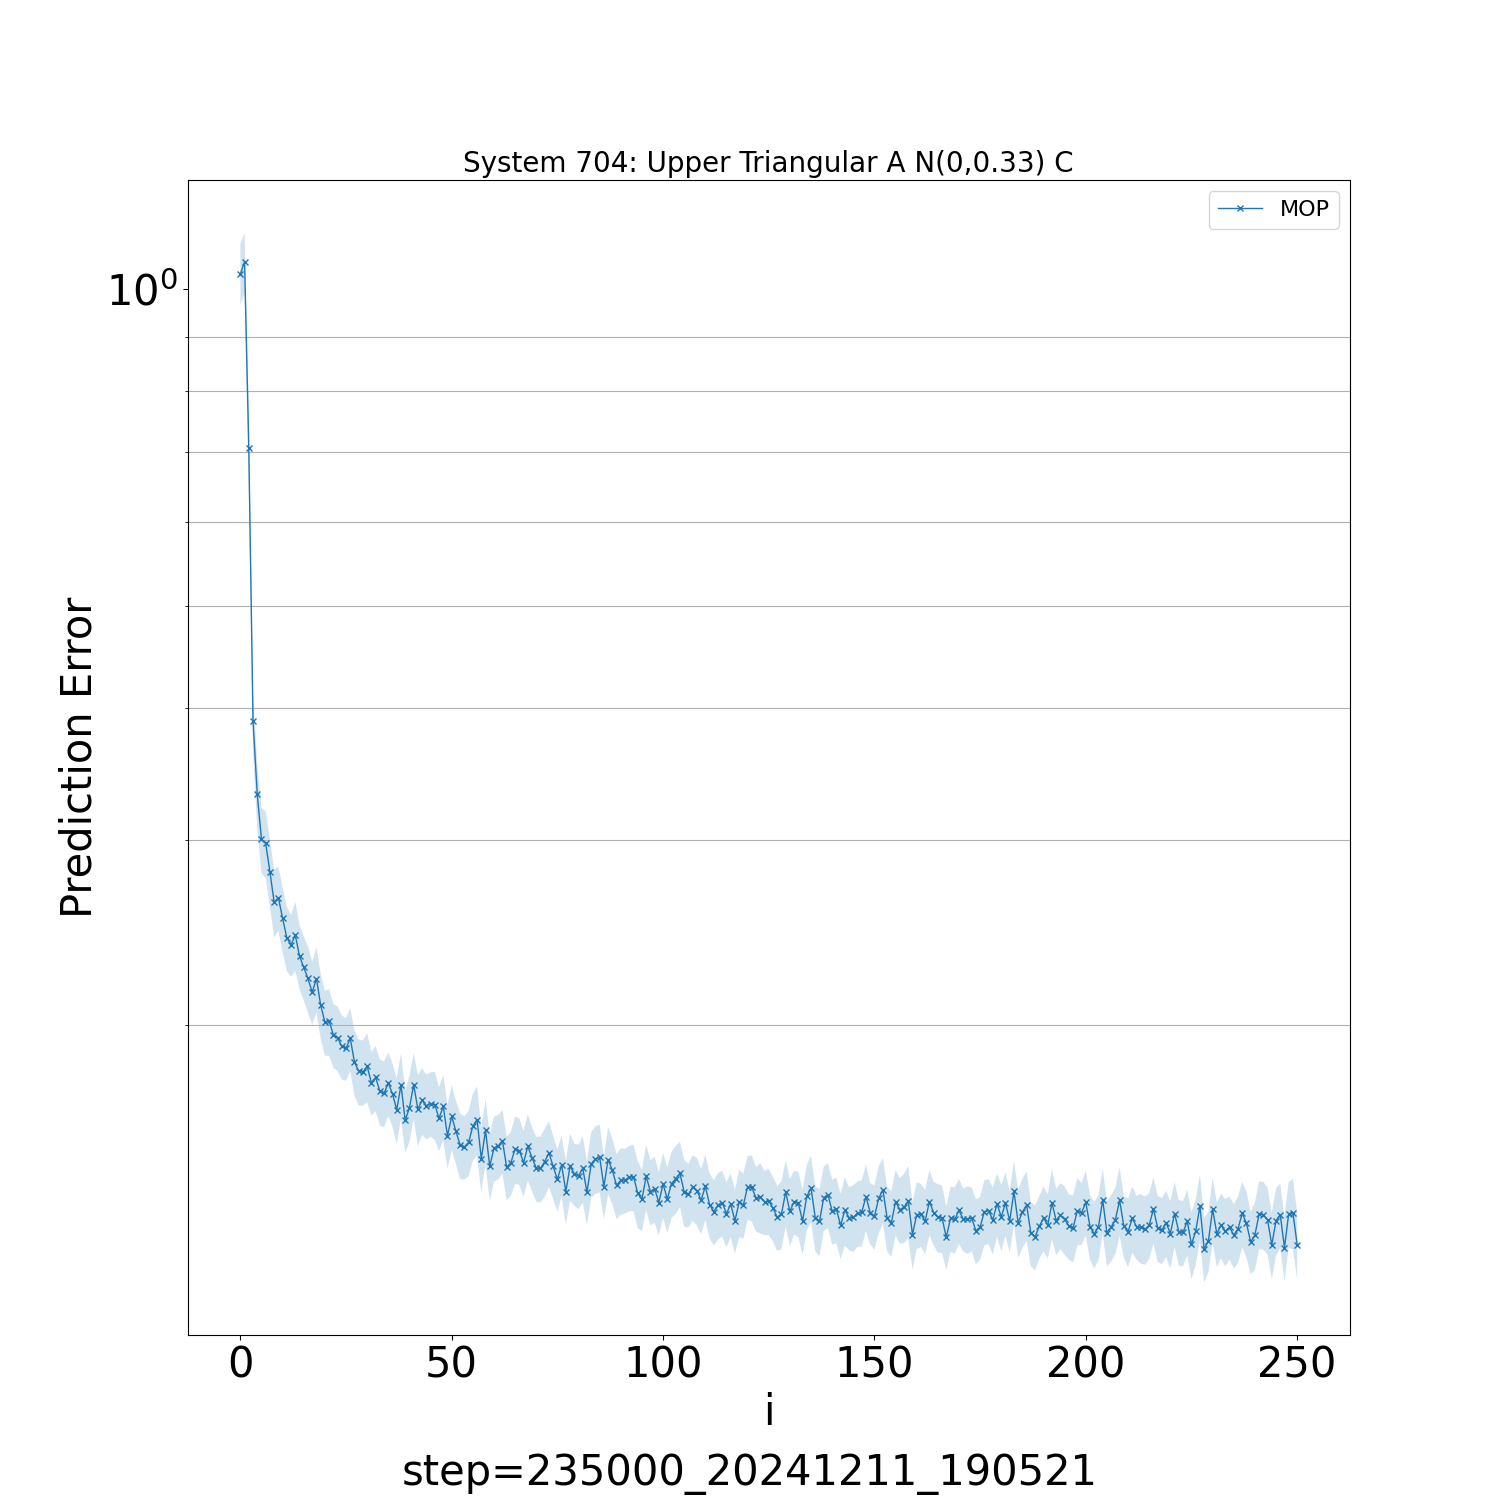 System 704: Upper Triangular A N(0,0.33) C
MOP
10⁰
Prediction Error
0 50 100 150 200 250
i
step=235000_20241211_190521